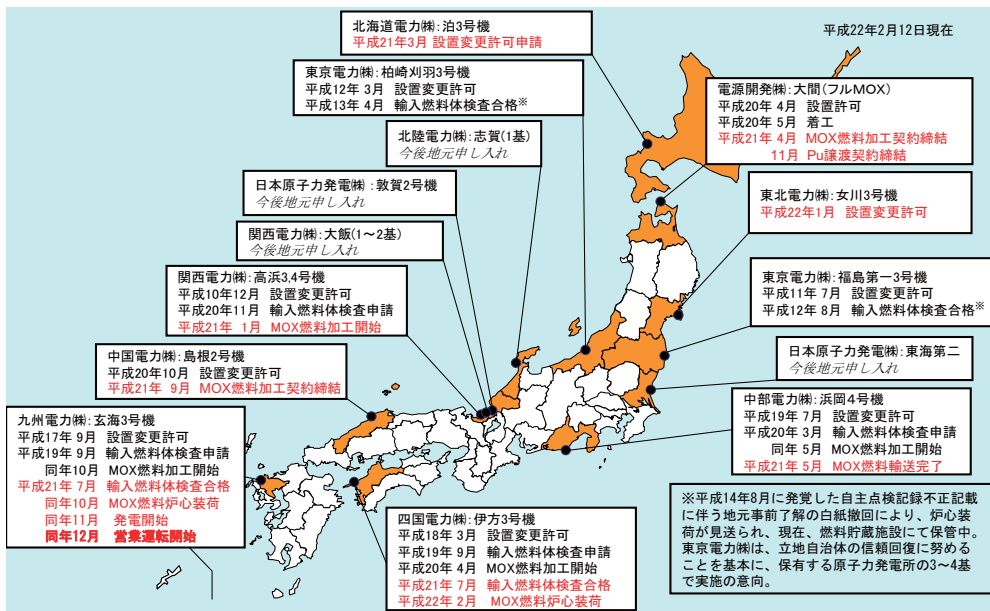 平成22年2月12日現在
北海道電力㈱:泊3号機
平成21年3月 設置変更許可申請
東京電力㈱:柏崎刈羽3号機
平成12年 3月 設置変更許可
平成13年 4月 輸入燃料体検査合格※
北陸電力㈱:志賀(1基)
今後地元申し入れ
日本原子力発電㈱:敦賀2号機
今後地元申し入れ
関西電力㈱:大飯(1～2基)
今後地元申し入れ
関西電力㈱:高浜3,4号機
平成10年12月 設置変更許可
平成20年11月 輸入燃料体検査申請
平成21年 1月 MOX燃料加工開始
中国電力㈱:島根2号機
平成20年10月 設置変更許可
平成21年 9月 MOX燃料加工契約締結
九州電力㈱:玄海3号機
平成17年 9月 設置変更許可
平成19年 9月 輸入燃料体検査申請
同年10月 MOX燃料加工開始
平成21年 7月 輸入燃料体検査合格
同年10月 MOX燃料炉心装荷
同年11月 発電開始
同年12月 営業運転開始
電源開発㈱:大間(フルMOX)
平成20年 4月 設置許可
平成20年 5月 着工
平成21年 4月 MOX燃料加工契約締結
11月 Pu譲渡契約締結
東北電力㈱:女川3号機
平成22年1月 設置変更許可
東京電力㈱:福島第一3号機
平成11年 7月 設置変更許可
平成12年 8月 輸入燃料体検査合格※
日本原子力発電㈱:東海第二
今後地元申し入れ
中部電力㈱:浜岡4号機
平成19年 7月 設置変更許可
平成20年 3月 輸入燃料体検査申請
同年 5月 MOX燃料加工開始
平成21年 5月 MOX燃料輸送完了
四国電力㈱:伊方3号機
平成18年 3月 設置変更許可
平成19年 9月 輸入燃料体検査申請
平成20年 4月 MOX燃料加工開始
平成21年 7月 輸入燃料体検査合格
平成22年 2月 MOX燃料炉心装荷
※平成14年8月に発覚した自主点検記録不正記載
に伴う地元事前了解の白紙撤回により、炉心装
荷が見送られ、現在、燃料貯蔵施設にて保管中。
東京電力㈱は、立地自治体の信頼回復に努める
ことを基本に、保有する原子力発電所の3～4基
で実施の意向。